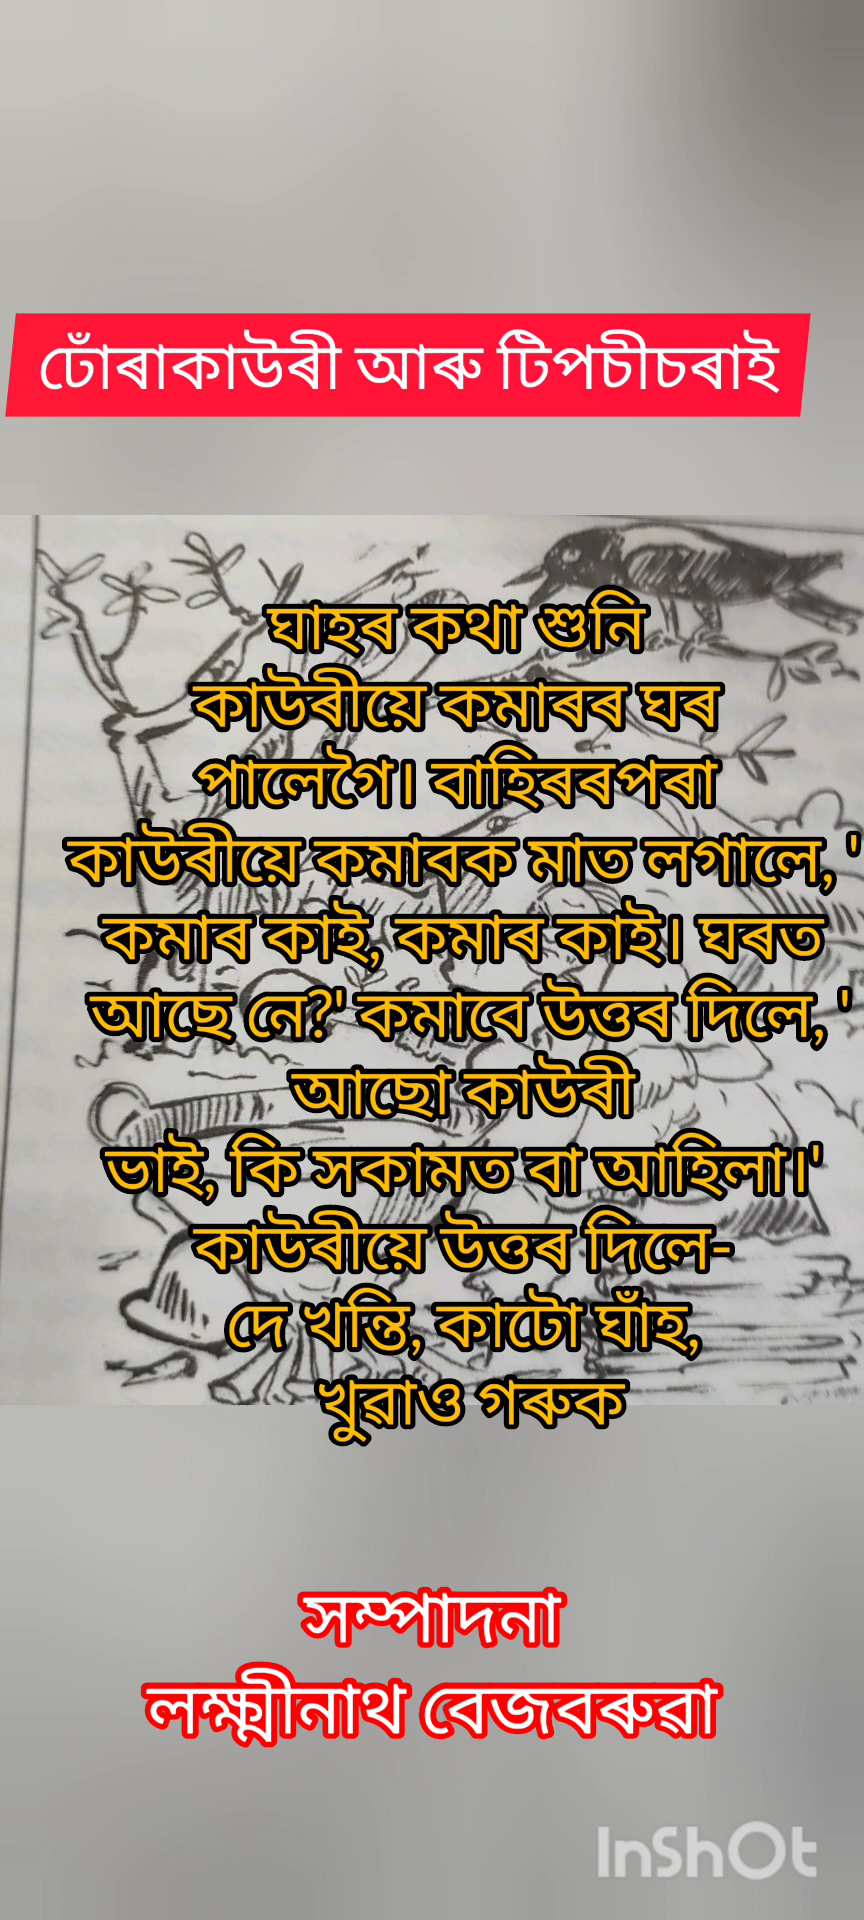 ঢোঁৰাকাউৰী আৰু টিপচীচৰাই
ঘাহৰ কথা শুনি
কাউৰীয়ে কমাৰৰ ঘৰ
পালেগৈ। বাহিৰৰপৰা
কাউৰীয়ে কমাবক মাত লগালে, '
কমাৰ কাই, কমাৰ কাই। ঘৰত
আছে নে?' কমাবে উত্তৰ দিলে, '
আছো কাউৰী
ভাই, কি সকামত বা আহিলা।'
কাউৰীয়ে উত্তৰ দিলে-
দে খন্তি, কাটো ঘাঁহ,
খুৱাও গৰুক
সম্পাদনা
লক্ষ্মীনাথ বেজবৰুৱা
InShOt